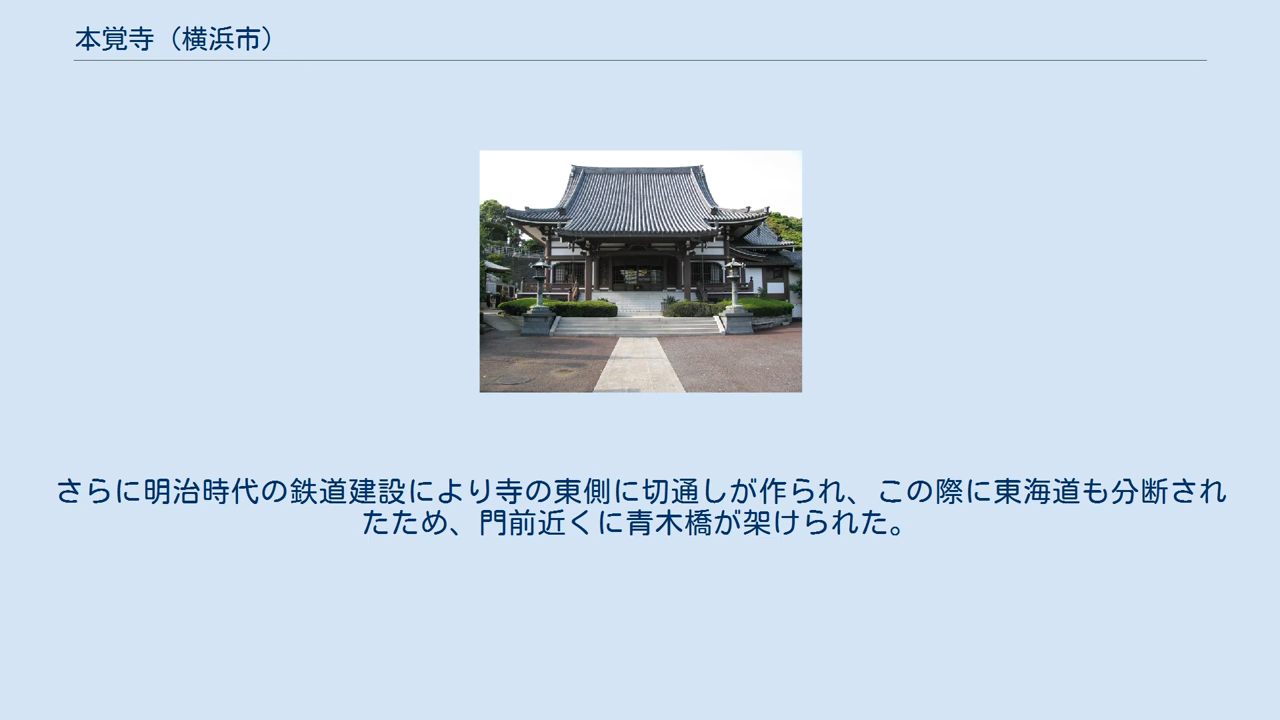 本覚寺（横浜市）
さらに明治時代の鉄道建設により寺の東側に切通しが作られ、この際に東海道も分断され
たため、門前近くに青木橋が架けられた。